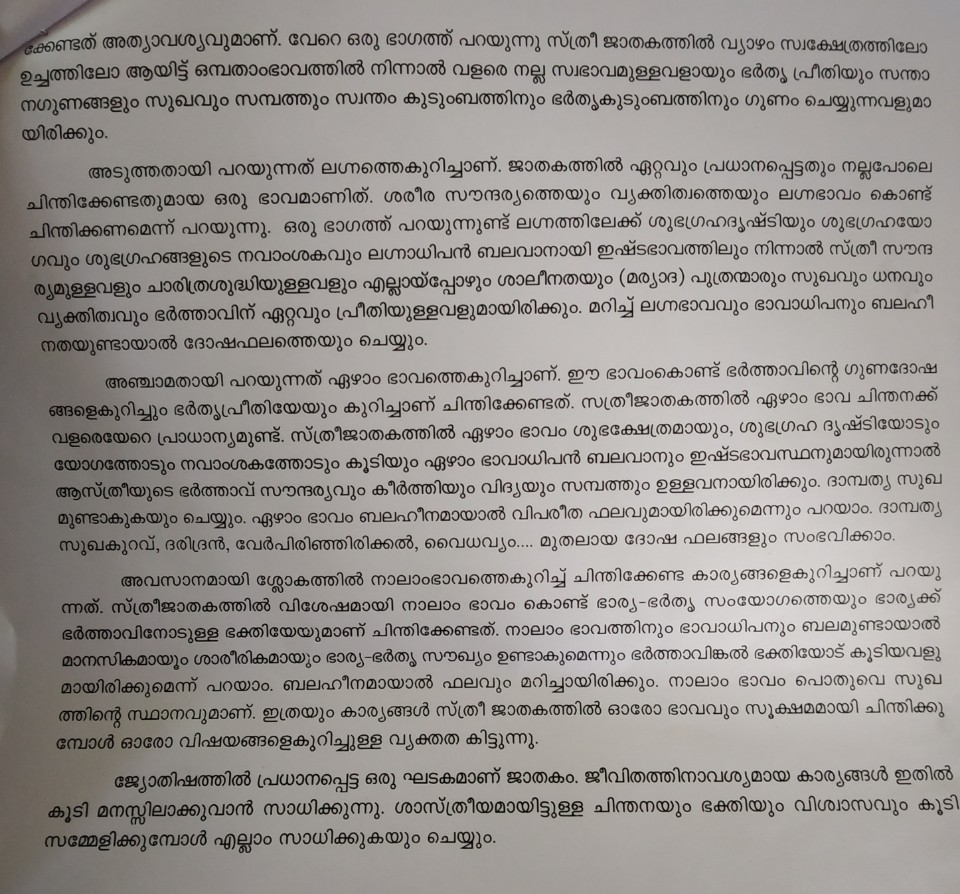 ക്കേണ്ടത് അത്യാവശ്യവുമാണ്. വേറെ ഒരു ഭാഗത്ത് പറയുന്നു സ്ത്രീ ജാതകത്തിൽ വ്യാഴം സ്വക്ഷേത്രത്തിലോ
ഉച്ചത്തിലോ ആയിട്ട് ഒമ്പതാംഭാവത്തിൽ നിന്നാൽ വളരെ നല്ല സ്വഭാവമുള്ളവളായും ഭർതൃ പ്രീതിയും സന്താ
നഗുണങ്ങളും സുഖവും സമ്പത്തും സ്വന്തം കുടുംബത്തിനും ഭർതൃകുടുംബത്തിനും ഗുണം ചെയ്യുന്നവളുമാ
യിരിക്കും.
അടുത്തതായി പറയുന്നത് ലഗ്നത്തെകുറിച്ചാണ്. ജാതകത്തിൽ ഏറ്റവും പ്രധാനപ്പെട്ടതും നല്ലപോലെ
ചിന്തിക്കേണ്ടതുമായ ഒരു ഭാവമാണിത്. ശരീര സൗന്ദര്യത്തെയും വ്യക്തിത്വത്തെയും ലഗ്നഭാവം കൊണ്ട്
ചിന്തിക്കണമെന്ന് പറയുന്നു. ഒരു ഭാഗത്ത് പറയുന്നുണ്ട് ലഗ്നത്തിലേക്ക് ശുഭഗ്രഹദൃഷ്ടിയും ശുഭഗ്രഹയോ
ഗവും ശുഭഗ്രഹങ്ങളുടെ നവാംശകവും ലഗ്നാധിപൻ ബലവാനായി ഇഷ്ടഭാവത്തിലും നിന്നാൽ സ്ത്രീ സൗന്ദ
ര്യമുള്ളവളും ചാരിത്രശുദ്ധിയുള്ളവളും എല്ലായ്പ്പോഴും ശാലീനതയും (മര്യാദ) പുത്രന്മാരും സുഖവും ധനവും
വ്യക്തിത്വവും ഭർത്താവിന് ഏറ്റവും പ്രീതിയുള്ളവളുമായിരിക്കും. മറിച്ച് ലഗ്നഭാവവും ഭാവാധിപനും ബലഹീ
നതയുണ്ടായാൽ ദോഷഫലത്തെയും ചെയ്യും.
അഞ്ചാമതായി പറയുന്നത് ഏഴാം ഭാവത്തെകുറിച്ചാണ്. ഈ ഭാവംകൊണ്ട് ഭർത്താവിന്റെ ഗുണദോഷ
ങ്ങളെകുറിച്ചും ഭർതൃപ്രീതിയേയും കുറിച്ചാണ് ചിന്തിക്കേണ്ടത്. സത്രീജാതകത്തിൽ ഏഴാം ഭാവ ചിന്തനക്ക്
വളരെയേറെ പ്രാധാന്യമുണ്ട്. സ്ത്രീജാതകത്തിൽ ഏഴാം ഭാവം ശുഭക്ഷേത്രമായും, ശുഭഗ്രഹ ദൃഷ്ടിയോടും
യോഗത്തോടും നവാംശകത്തോടും കൂടിയും ഏഴാം ഭാവാധിപൻ ബലവാനും ഇഷ്ടഭാവസ്ഥനുമായിരുന്നാൽ
ആസ്ത്രീയുടെ ഭർത്താവ് സൗന്ദര്യവും കീർത്തിയും വിദ്യയും സമ്പത്തും ഉള്ളവനായിരിക്കും. ദാമ്പത്യ സുഖ
മുണ്ടാകുകയും ചെയ്യും. ഏഴാം ഭാവം ബലഹീനമായാൽ വിപരീത ഫലവുമായിരിക്കുമെന്നും പറയാം. ദാമ്പത്യ
സുഖകുറവ്, ദരിദ്രൻ, വേർപിരിഞ്ഞിരിക്കൽ, വൈധവ്യം.... മുതലായ ദോഷ ഫലങ്ങളും സംഭവിക്കാം.
അവസാനമായി ശ്ലോകത്തിൽ നാലാംഭാവത്തെകുറിച്ച് ചിന്തിക്കേണ്ട കാര്യങ്ങളെകുറിച്ചാണ് പറയു
ന്നത്. സ്ത്രീജാതകത്തിൽ വിശേഷമായി നാലാം ഭാവം കൊണ്ട് ഭാര്യ-ഭർതൃ സംയോഗത്തെയും ഭാര്യക്ക്
ഭർത്താവിനോടുള്ള ഭക്തിയേയുമാണ് ചിന്തിക്കേണ്ടത്. നാലാം ഭാവത്തിനും ഭാവാധിപനും ബലമുണ്ടായാൽ
മാനസികമായും ശാരീരികമായും ഭാര്യ-ഭർതൃ സൗഖ്യം ഉണ്ടാകുമെന്നും ഭർത്താവിങ്കൽ ഭക്തിയോട് കൂടിയവളു
മായിരിക്കുമെന്ന് പറയാം. ബലഹീനമായാൽ ഫലവും മറിച്ചായിരിക്കും. നാലാം ഭാവം പൊതുവെ സുഖ
ത്തിന്റെ സ്ഥാനവുമാണ്. ഇത്രയും കാര്യങ്ങൾ സ്ത്രീ ജാതകത്തിൽ ഓരോ ഭാവവും സൂക്ഷമമായി ചിന്തിക്കു
മ്പോൾ ഓരോ വിഷയങ്ങളെകുറിച്ചുള്ള വ്യക്തത കിട്ടുന്നു.
ജ്യോതിഷത്തിൽ പ്രധാനപ്പെട്ട ഒരു ഘടകമാണ് ജാതകം. ജീവിതത്തിനാവശ്യമായ കാര്യങ്ങൾ ഇതിൽ
കൂടി മനസ്സിലാക്കുവാൻ സാധിക്കുന്നു. ശാസ്ത്രീയമായിട്ടുള്ള ചിന്തനയും ഭക്തിയും വിശ്വാസവും കൂടി
സമ്മേളിക്കുമ്പോൾ എല്ലാം സാധിക്കുകയും ചെയ്യും.